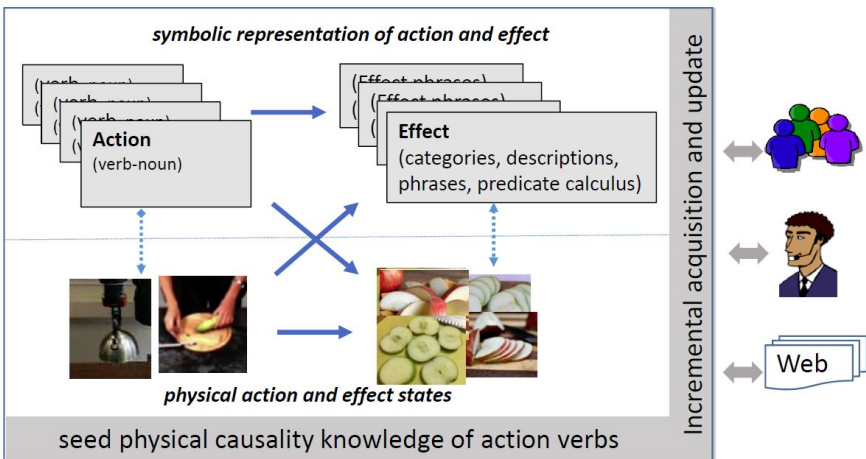 symbolic representation of action and effect
(verb-noun)
(verb-noun)
(verb-noun)
Action
(verb-noun)
(Effect phrases)
(Effect phrases)
Effect
(categories, descriptions,
phrases, predicate calculus)
physical action and effect states
seed physical causality knowledge of action verbs
Incremental acquisition and update
Web